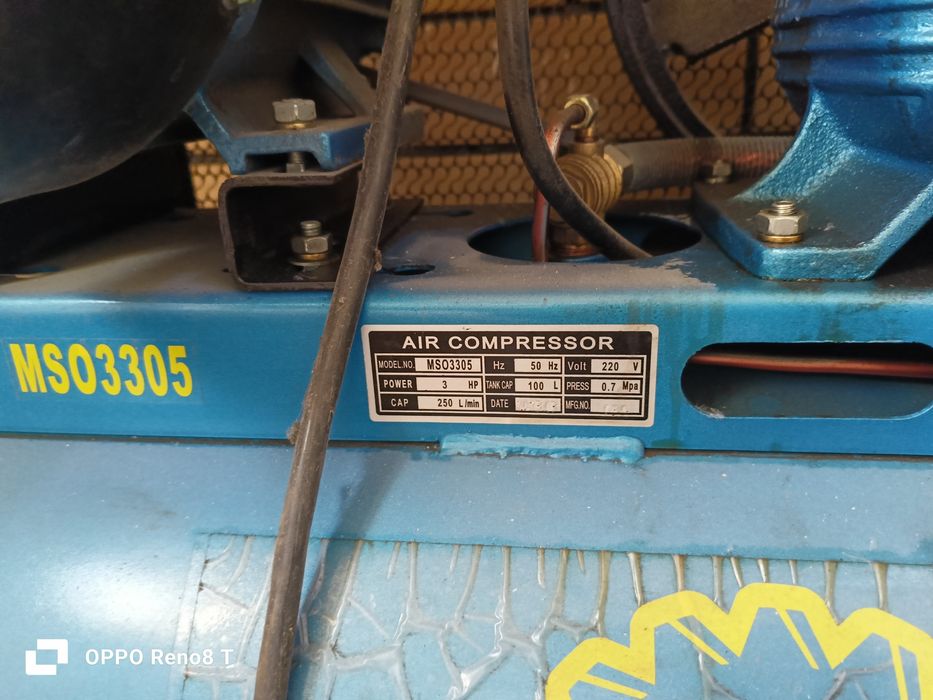 MSO3305
AIR COMPRESSOR
MODEL.NO. MSO3305 Hz 50 Hz Volt 220 V
POWER 3 HP TANK CAP 100 L PRESS 0.7 Mpa
CAP 250 L/min DATE MFG.NO.
OPPO Reno8 T